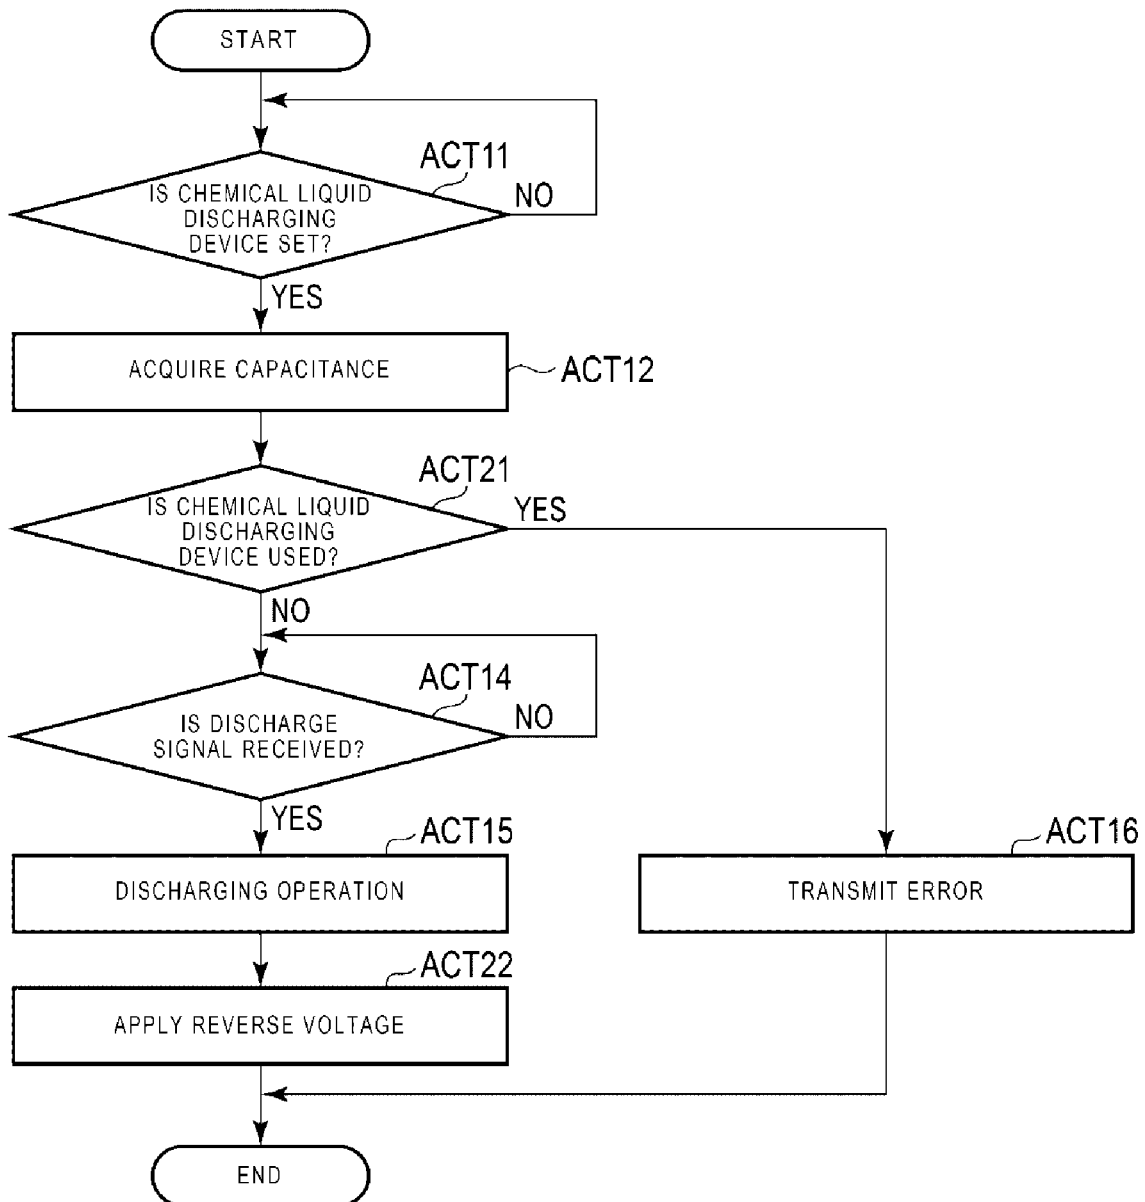 START
ACT11
IS CHEMICAL LIQUID
DISCHARGING
DEVICE SET?
NO
YES
ACQUIRE CAPACITANCE
ACT12
ACT21
IS CHEMICAL LIQUID
DISCHARGING
DEVICE USED?
YES
NO
ACT14
IS DISCHARGE
SIGNAL RECEIVED?
NO
YES
ACT15
DISCHARGING OPERATION
ACT16
TRANSMIT ERROR
ACT22
APPLY REVERSE VOLTAGE
END